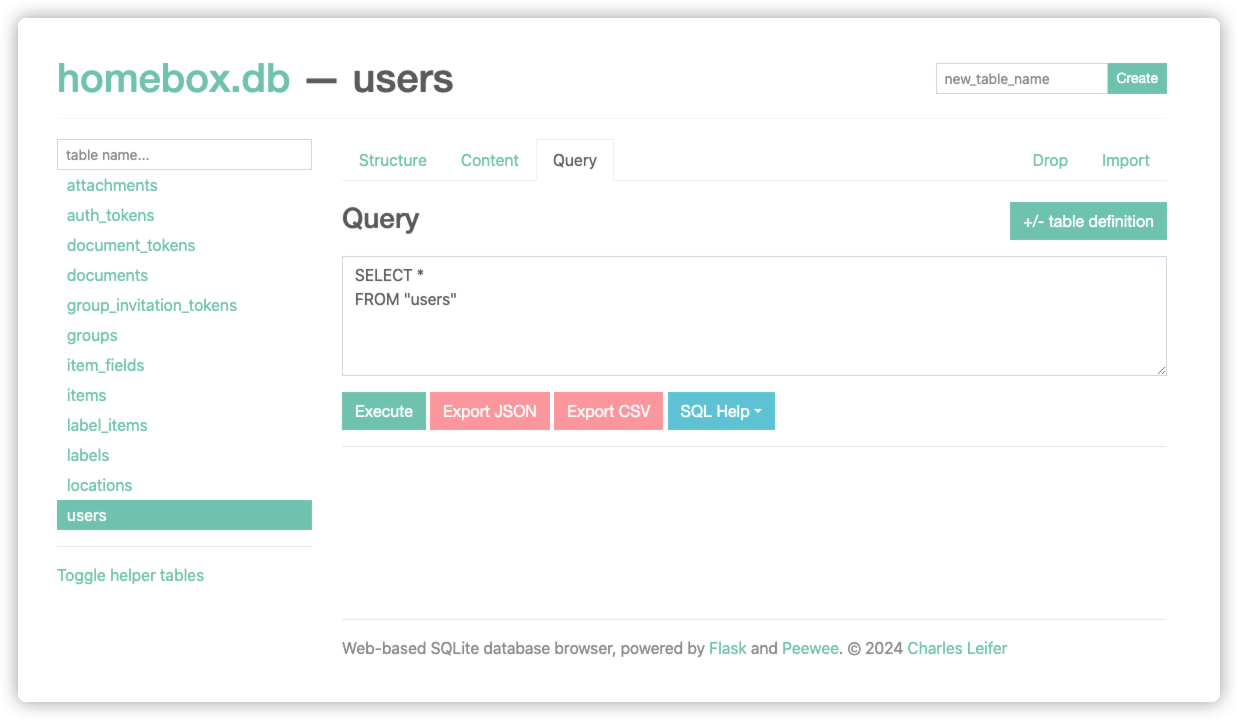 homebox.db — users
new_table_name
Create
table name...
attachments
auth_tokens
document_tokens
documents
group_invitation_tokens
groups
item_fields
items
label_items
labels
locations
users
Toggle helper tables
Structure
Content
Query
Drop
Import
Query
+/- table definition
SELECT *
FROM "users"
Execute
Export JSON
Export CSV
SQL Help
Web-based SQLite database browser, powered by Flask and Peewee. © 2024 Charles Leifer